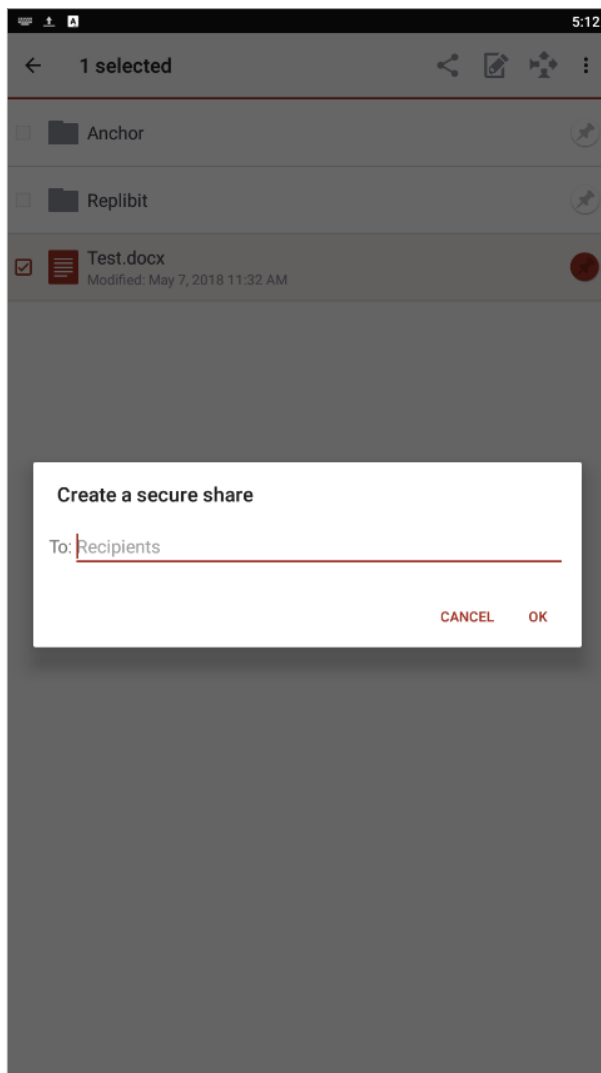 A
5:12
1 selected
Anchor
Replibit
Test.docx
Modified: May 7, 2018 11:32 AM
Create a secure share
To: Recipients
CANCEL OK